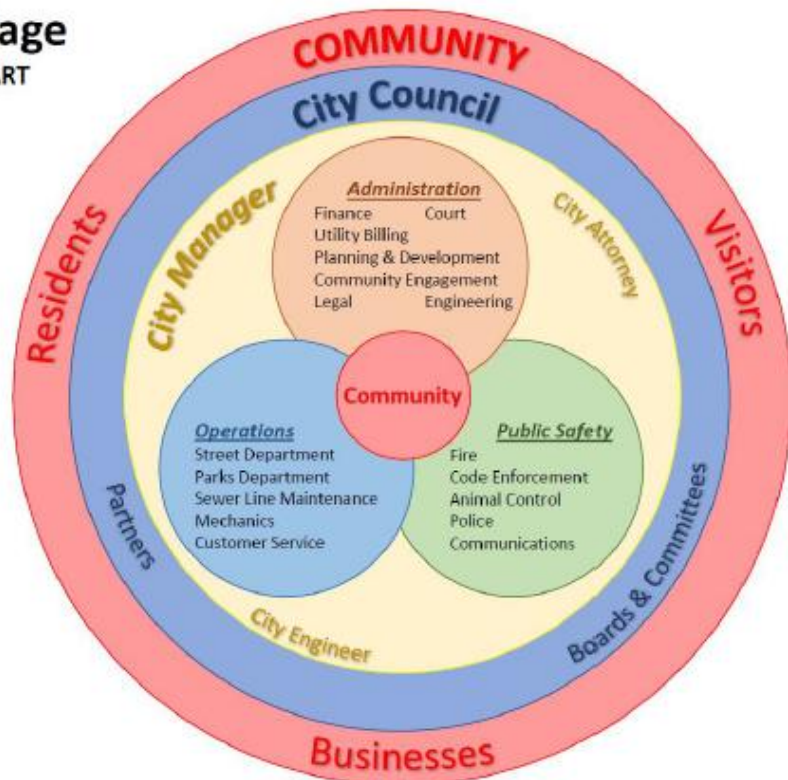 COMMUNITY
City Council
City Manager
City Attorney
Residents
Visitors
Administration
Finance Court
Utility Billing
Planning & Development
Community Engagement
Legal Engineering
Community
Operations
Street Department
Parks Department
Sewer Line Maintenance
Mechanics
Customer Service
Public Safety
Fire
Code Enforcement
Animal Control
Police
Communications
Partners
Boards & Committees
City Engineer
Businesses